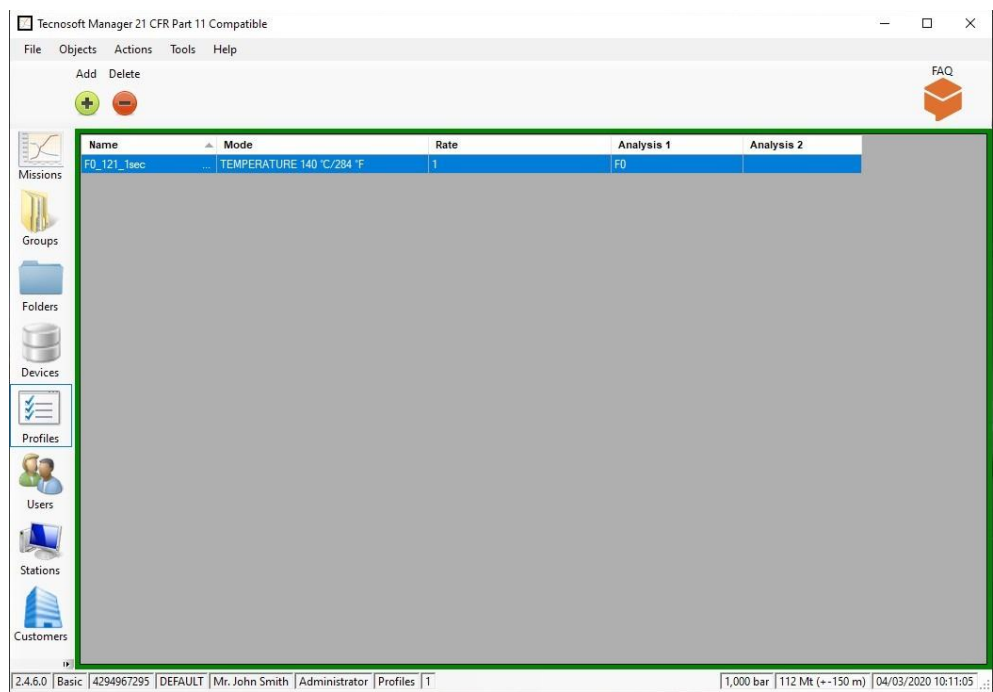 Tecnosoft Manager 21 CFR Part 11 Compatible
File Objects Actions Tools Help
Add Delete
FAQ
Name Mode Rate Analysis 1 Analysis 2
F0_121_1sec ... TEMPERATURE 140 °C/284 °F 1 F0
Missions
Groups
Folders
Devices
Profiles
Users
Stations
Customers
2.4.6.0 Basic 4294967295 DEFAULT Mr. John Smith Administrator Profiles 1 1,000 bar 112 Mt (+-150 m) 04/03/2020 10:11:05